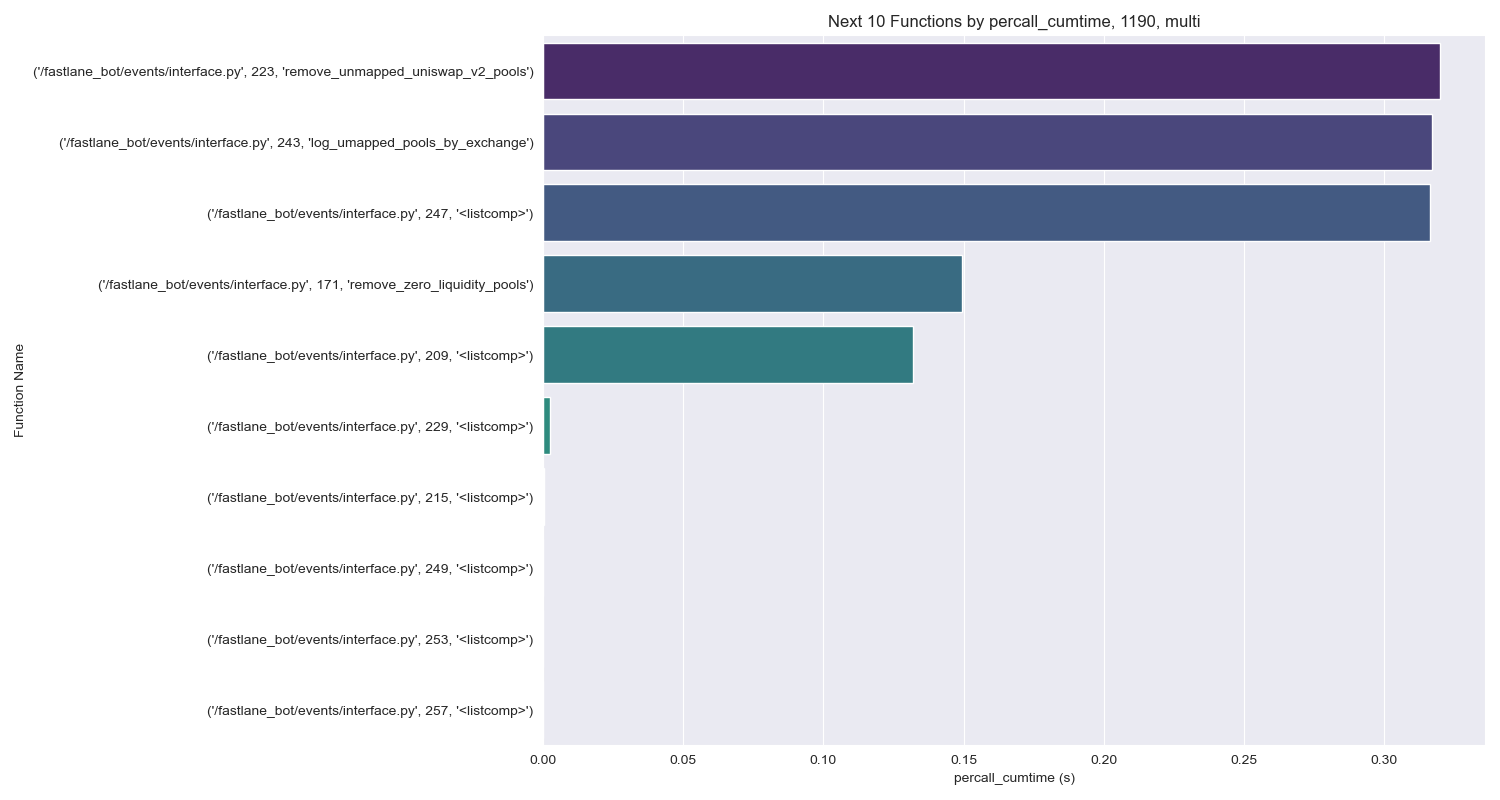 Next 10 Functions by percall_cumtime, 1190, multi
('/fastlane_bot/events/interface.py', 223, 'remove_unmapped_uniswap_v2_pools')
('/fastlane_bot/events/interface.py', 243, 'log_umapped_pools_by_exchange')
('/fastlane_bot/events/interface.py', 247, '<listcomp>')
('/fastlane_bot/events/interface.py', 171, 'remove_zero_liquidity_pools')
('/fastlane_bot/events/interface.py', 209, '<listcomp>')
('/fastlane_bot/events/interface.py', 229, '<listcomp>')
('/fastlane_bot/events/interface.py', 215, '<listcomp>')
('/fastlane_bot/events/interface.py', 249, '<listcomp>')
('/fastlane_bot/events/interface.py', 253, '<listcomp>')
('/fastlane_bot/events/interface.py', 257, '<listcomp>')
Function Name
0.00 0.05 0.10 0.15 0.20 0.25 0.30
percall_cumtime (s)